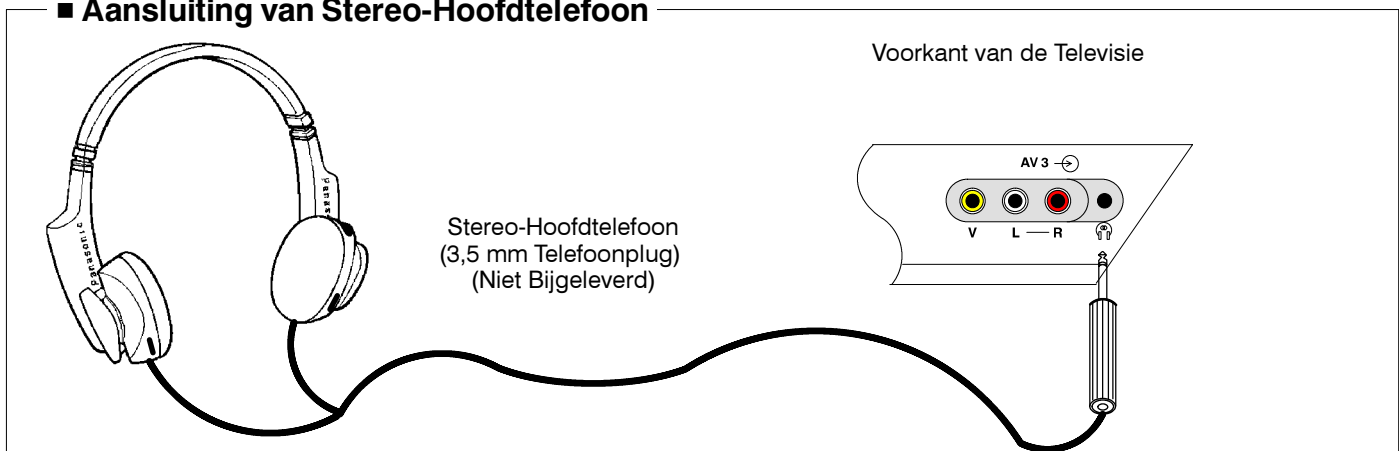 ■ Aansluiting van Stereo-Hoofdtelefoon
Voorkant van de Televisie
AV 3
V L R
Stereo-Hoofdtelefoon
(3,5 mm Telefoonplug)
(Niet Bijgeleverd)
Panasonic